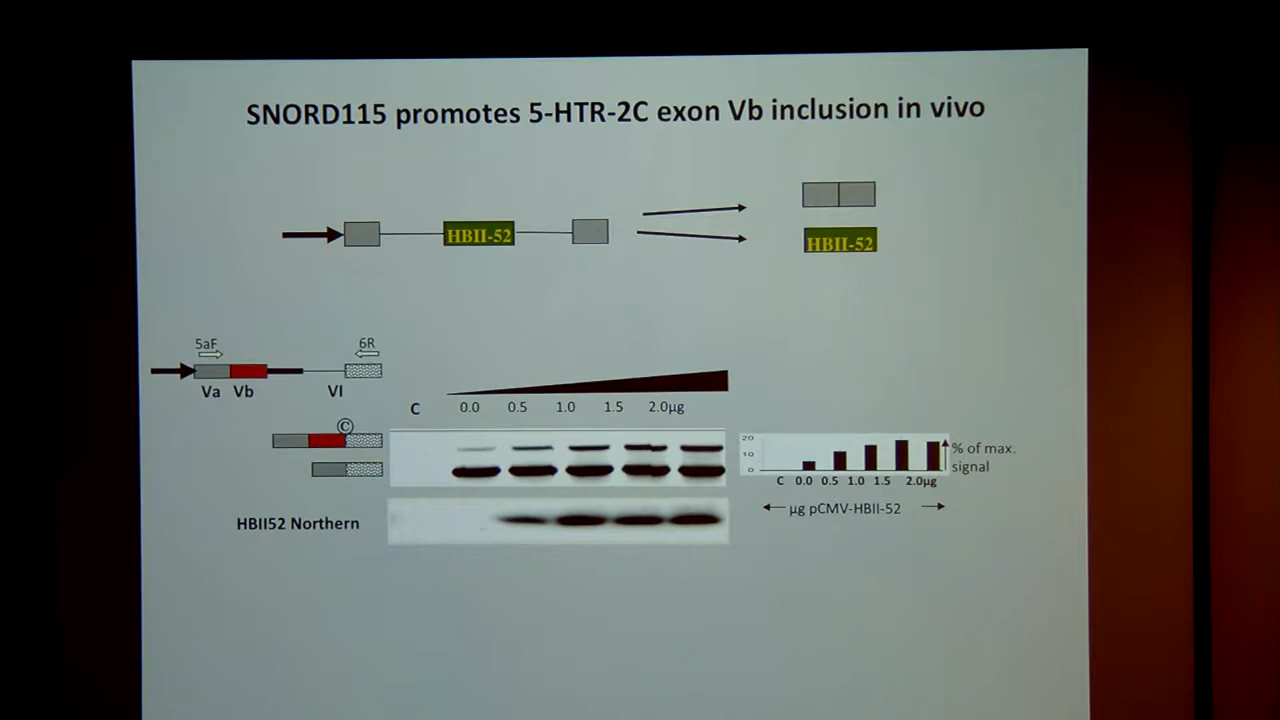 SNORD115 promotes 5-HTR-2C exon Vb inclusion in vivo
HBII-52
HBII-52
5aF
6R
Va
Vb
VI
C
0.0
0.5
1.0
1.5
2.0µg
©
20
10
0
% of max.
signal
C 0.0 0.5 1.0 1.5 2.0µg
µg pCMV-HBII-52
HBII52 Northern